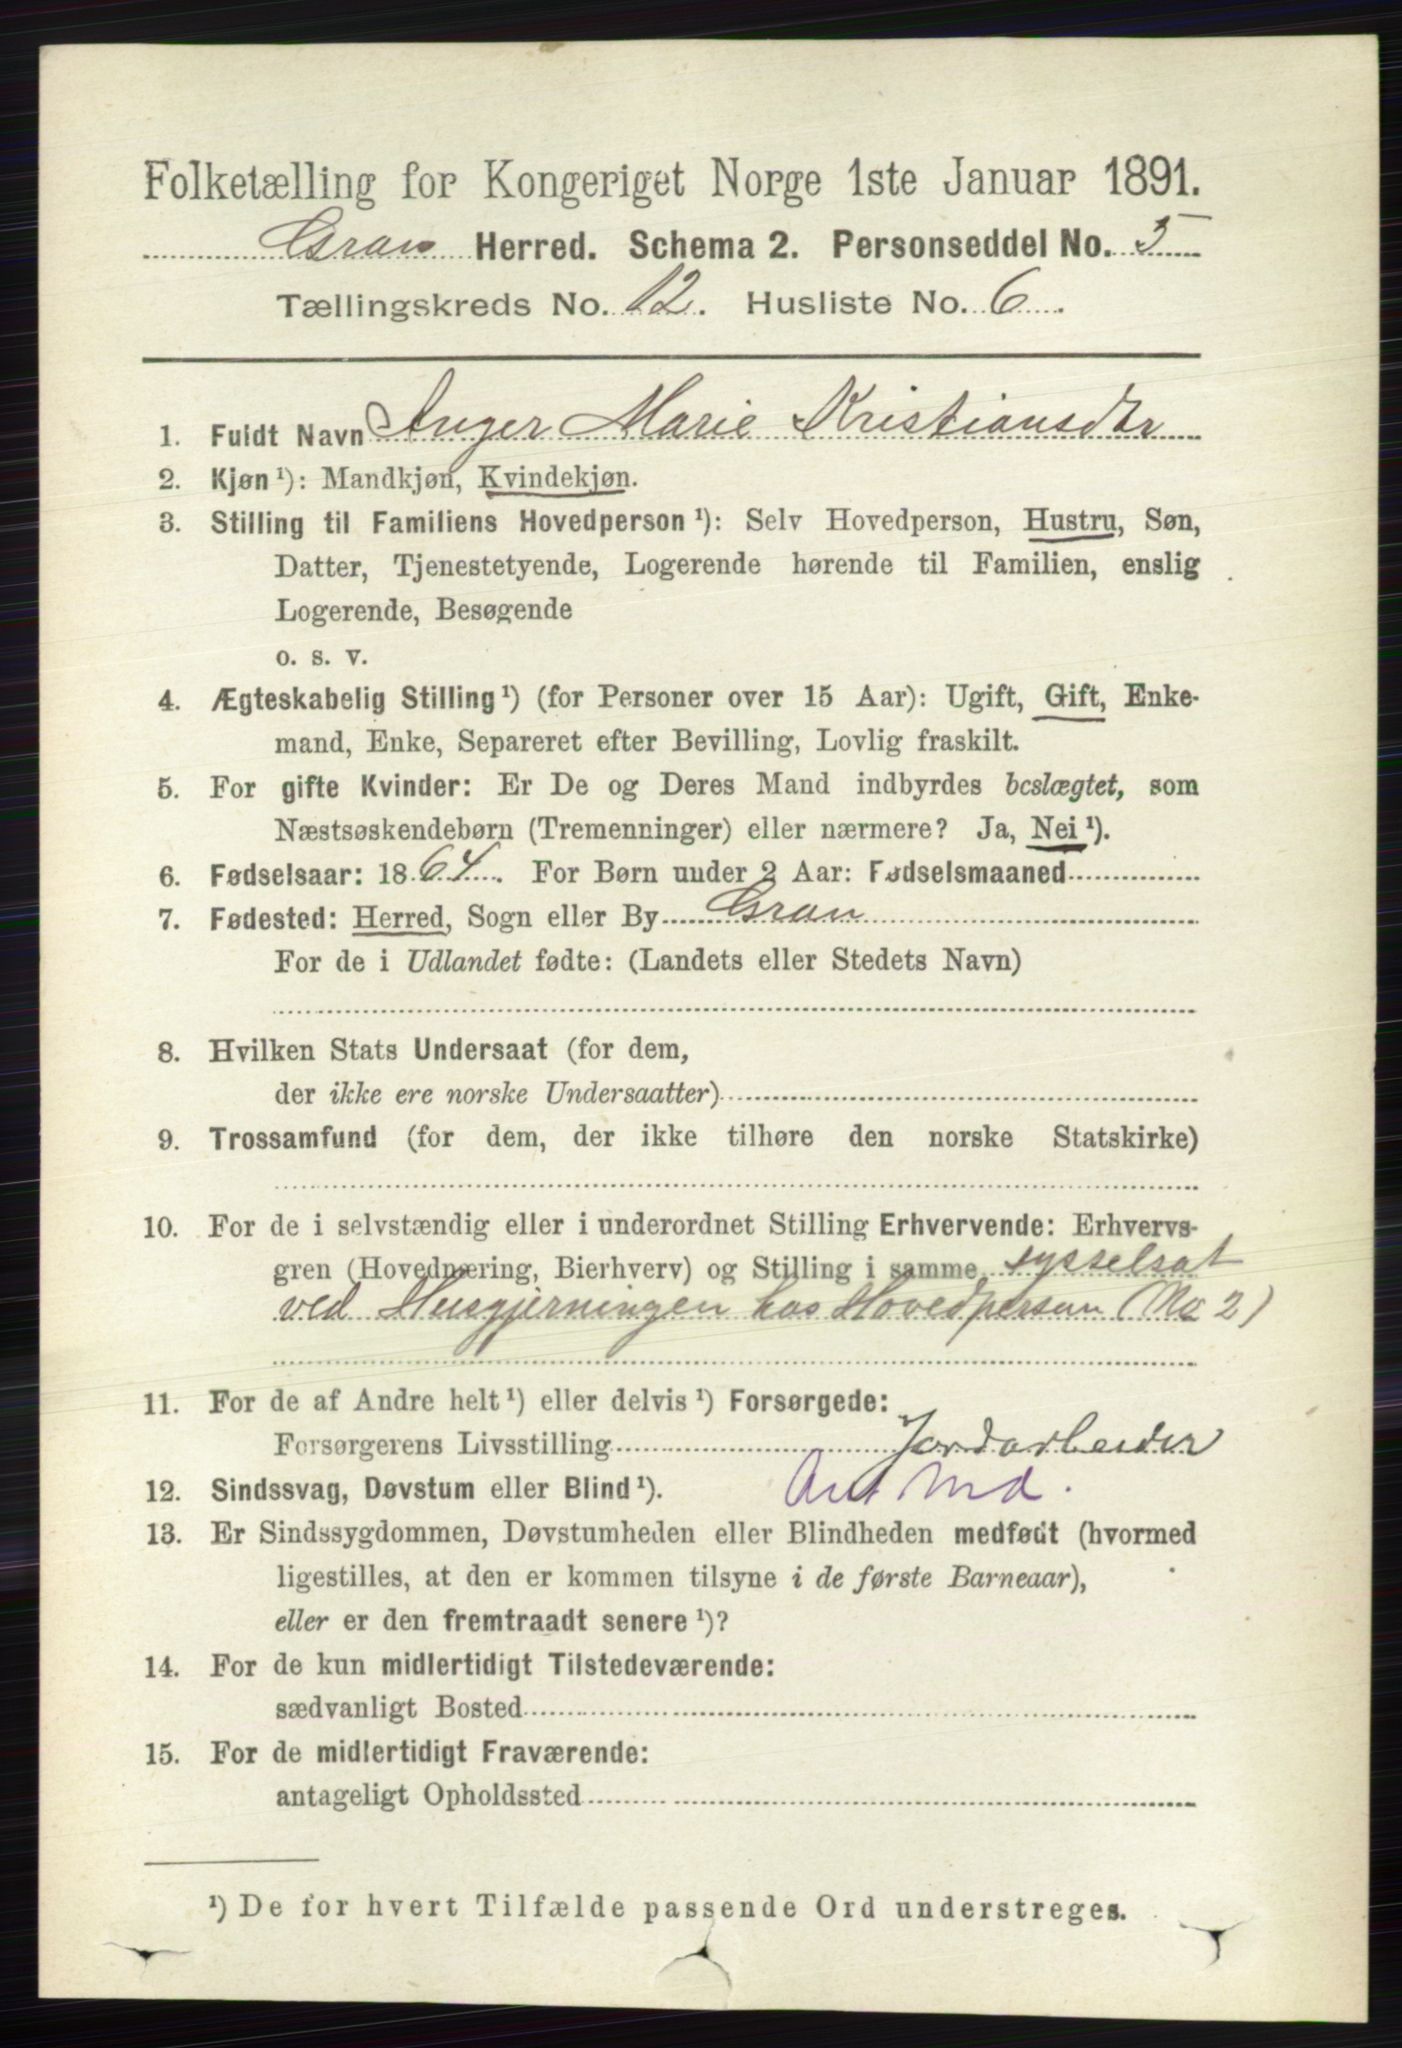 Folketælling for Kongeriget Norge 1ste Januar 1891.
Gran Herred. Schema 2. Personseddel No. 5
Tællingskreds No. 12. Husliste No. 6.
1. Fuldt Navn Inger Marie Kristiansdtr
2. Kjøn ¹): Mandkjøn, Kvindekjøn.
3. Stilling til Familiens Hovedperson ¹): Selv Hovedperson, Hustru, Søn,
Datter, Tjenestetyende, Logerende hørende til Familien, enslig
Logerende, Besøgende
o. s. v.
4. Ægteskabelig Stilling ¹) (for Personer over 15 Aar): Ugift, Gift, Enke-
mand, Enke, Separeret efter Bevilling, Lovlig fraskilt.
5. For gifte Kvinder: Er De og Deres Mand indbyrdes beslægtet, som
Næstsøskendebørn (Tremenninger) eller nærmere? Ja, Nei ¹).
6. Fødselsaar: 1864. For Børn under 2 Aar: Fødselsmaaned
7. Fødested: Herred, Sogn eller By Gran
For de i Udlandet fødte: (Landets eller Stedets Navn)
8. Hvilken Stats Undersaat (for dem,
der ikke ere norske Undersaatter)
9. Trossamfund (for dem, der ikke tilhøre den norske Statskirke)
10. For de i selvstændig eller i underordnet Stilling Erhvervende: Erhvervs-
gren (Hovednæring, Bierhverv) og Stilling i samme sysselsat
ved Husgjerningen hos Hovedperson (No 2)
11. For de af Andre helt ¹) eller delvis ¹) Forsørgede:
Forsørgerens Livsstilling Jordarbeider
12. Sindssvag, Døvstum eller Blind ¹).
13. Er Sindssygdommen, Døvstumheden eller Blindheden medfødt (hvormed
ligestilles, at den er kommen tilsyne i de første Barneaar),
eller er den fremtraadt senere ¹)?
14. For de kun midlertidigt Tilstedeværende:
sædvanligt Bosted
15. For de midlertidigt Fraværende:
antageligt Opholdssted
¹) De for hvert Tilfælde passende Ord understreges.